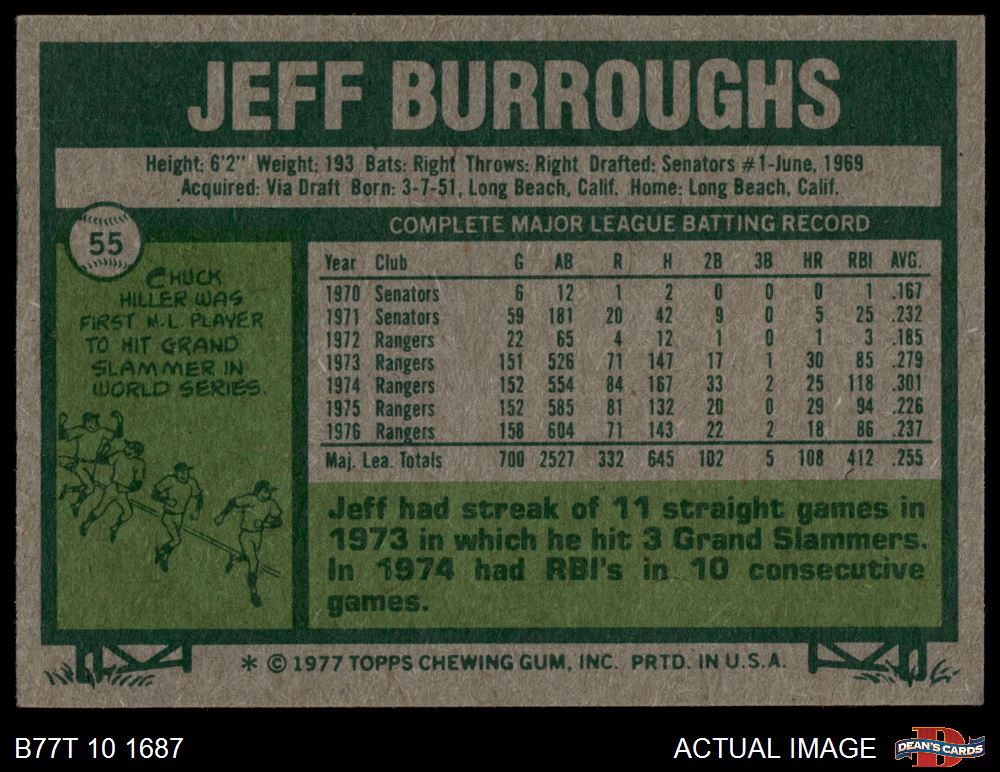 JEFF BURROUGHS
Height: 6'2" Weight: 193 Bats: Right Throws: Right Drafted: Senators #1-June, 1969
Acquired: Via Draft Born: 3-7-51, Long Beach, Calif. Home: Long Beach, Calif.
55
CHUCK
HILLER WAS
FIRST N.L. PLAYER
TO HIT GRAND
SLAMMER IN
WORLD SERIES.
COMPLETE MAJOR LEAGUE BATTING RECORD
Year Club G AB R H 2B 3B HR RBI AVG.
1970 Senators 6 12 1 2 0 0 0 1 .167
1971 Senators 59 181 20 42 9 0 5 25 .232
1972 Rangers 22 65 4 12 1 0 1 3 .185
1973 Rangers 151 526 71 147 17 1 30 85 .279
1974 Rangers 152 554 84 167 33 2 25 118 .301
1975 Rangers 152 585 81 132 20 0 29 94 .226
1976 Rangers 158 604 71 143 22 2 18 86 .237
Maj. Lea. Totals 700 2527 332 645 102 5 108 412 .255
Jeff had streak of 11 straight games in
1973 in which he hit 3 Grand Slammers.
In 1974 had RBI's in 10 consecutive
games.
* © 1977 TOPPS CHEWING GUM, INC. PRTD. IN U.S.A.
B77T 10 1687
ACTUAL IMAGE
D
DEAN'S CARDS